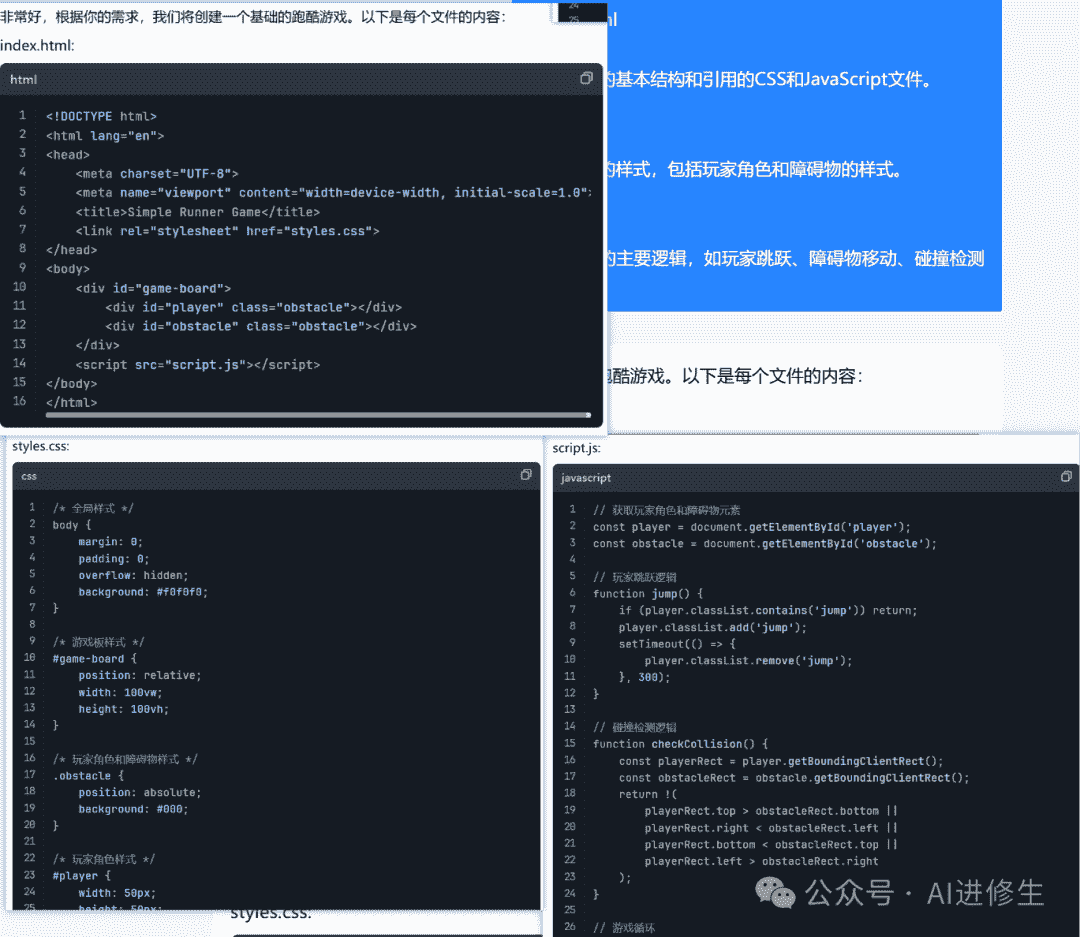 非常好，根据你的需求，我们将创建一个基础的跑酷游戏。以下是每个文件的内容：
index.html:
html
1 <!DOCTYPE html>
2 <html lang="en">
3 <head>
4 <meta charset="UTF-8">
5 <meta name="viewport" content="width=device-width, initial-scale=1.0">
6 <title>Simple Runner Game</title>
7 <link rel="stylesheet" href="styles.css">
8 </head>
9 <body>
10 <div id="game-board">
11 <div id="player" class="obstacle"></div>
12 <div id="obstacle" class="obstacle"></div>
13 </div>
14 <script src="script.js"></script>
15 </body>
16 </html>
24
25
的基本结构和引用的CSS和JavaScript文件。
的样式，包括玩家角色和障碍物的样式。
的主要逻辑，如玩家跳跃、障碍物移动、碰撞检测
跑酷游戏。以下是每个文件的内容：
styles.css:
css
1 /* 全局样式 */
2 body {
3 margin: 0;
4 padding: 0;
5 overflow: hidden;
6 background: #f0f0f0;
7 }
8
9 /* 游戏板样式 */
10 #game-board {
11 position: relative;
12 width: 100vw;
13 height: 100vh;
14 }
15
16 /* 玩家角色和障碍物样式 */
17 .obstacle {
18 position: absolute;
19 background: #000;
20 }
21
22 /* 玩家角色样式 */
23 #player {
24 width: 50px;
25 height: 50px;
styles.css:
script.js:
javascript
1 // 获取玩家角色和障碍物元素
2 const player = document.getElementById('player');
3 const obstacle = document.getElementById('obstacle');
4
5 // 玩家跳跃逻辑
6 function jump() {
7 if (player.classList.contains('jump')) return;
8 player.classList.add('jump');
9 setTimeout(() => {
10 player.classList.remove('jump');
11 }, 300);
12 }
13
14 // 碰撞检测逻辑
15 function checkCollision() {
16 const playerRect = player.getBoundingClientRect();
17 const obstacleRect = obstacle.getBoundingClientRect();
18 return !(
19 playerRect.top > obstacleRect.bottom ||
20 playerRect.right < obstacleRect.left ||
21 playerRect.bottom < obstacleRect.top ||
22 playerRect.left > obstacleRect.right
23 );
24 }
25
26 // 游戏循环
公众号 · AI进修生